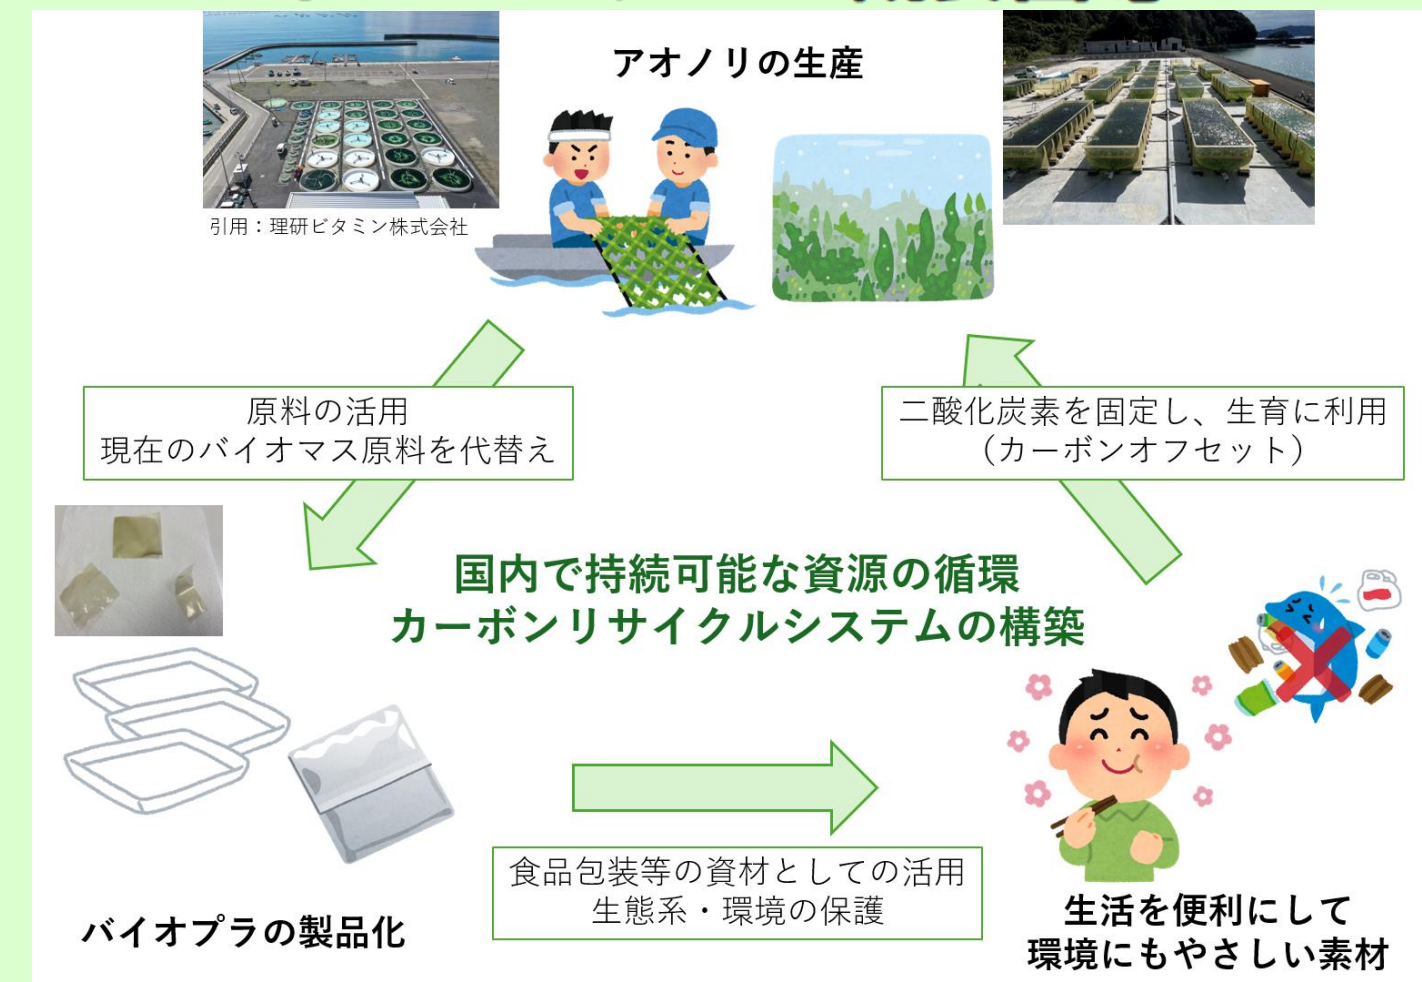 アオノリの生産
引用：理研ビタミン株式会社
原料の活用
現在のバイオマス原料を代替え
二酸化炭素を固定し、生育に利用
（カーボンオフセット）
国内で持続可能な資源の循環
カーボンリサイクルシステムの構築
食品包装等の資材としての活用
生態系・環境の保護
バイオプラの製品化
生活を便利にして
環境にもやさしい素材